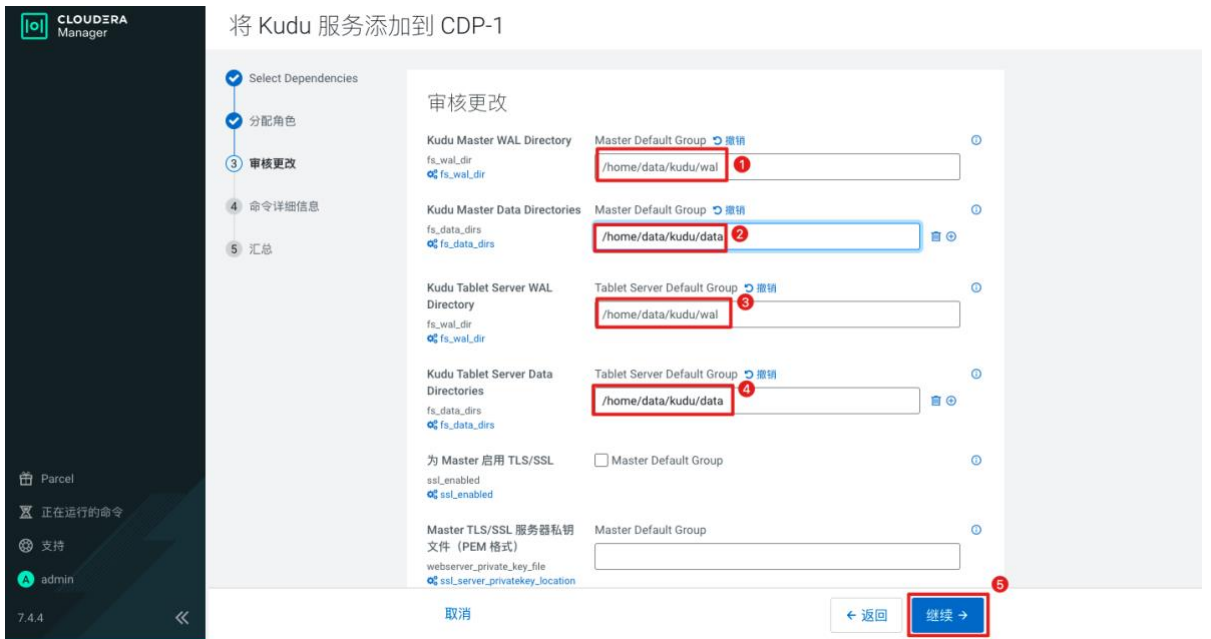 CLOUDERA
Manager
将 Kudu 服务添加到 CDP-1
Select Dependencies
分配角色
3 审核更改
4 命令详细信息
5 汇总
审核更改
Kudu Master WAL Directory
fs_wal_dir
fs_wal_dir
Master Default Group 撤销
/home/data/kudu/wal 1
Kudu Master Data Directories
fs_data_dirs
fs_data_dirs
Master Default Group 撤销
/home/data/kudu/data 2
Kudu Tablet Server WAL
Directory
fs_wal_dir
fs_wal_dir
Tablet Server Default Group 撤销
3
/home/data/kudu/wal
Kudu Tablet Server Data
Directories
fs_data_dirs
fs_data_dirs
Tablet Server Default Group 撤销
4
/home/data/kudu/data
为 Master 启用 TLS/SSL
ssl_enabled
ssl_enabled
Master Default Group
Master TLS/SSL 服务器私钥
文件（PEM 格式）
webserver_private_key_file
ssl_server_privatekey_location
Master Default Group
Parcel
正在运行的命令
支持
A admin
7.4.4
取消
← 返回
继续 →
5